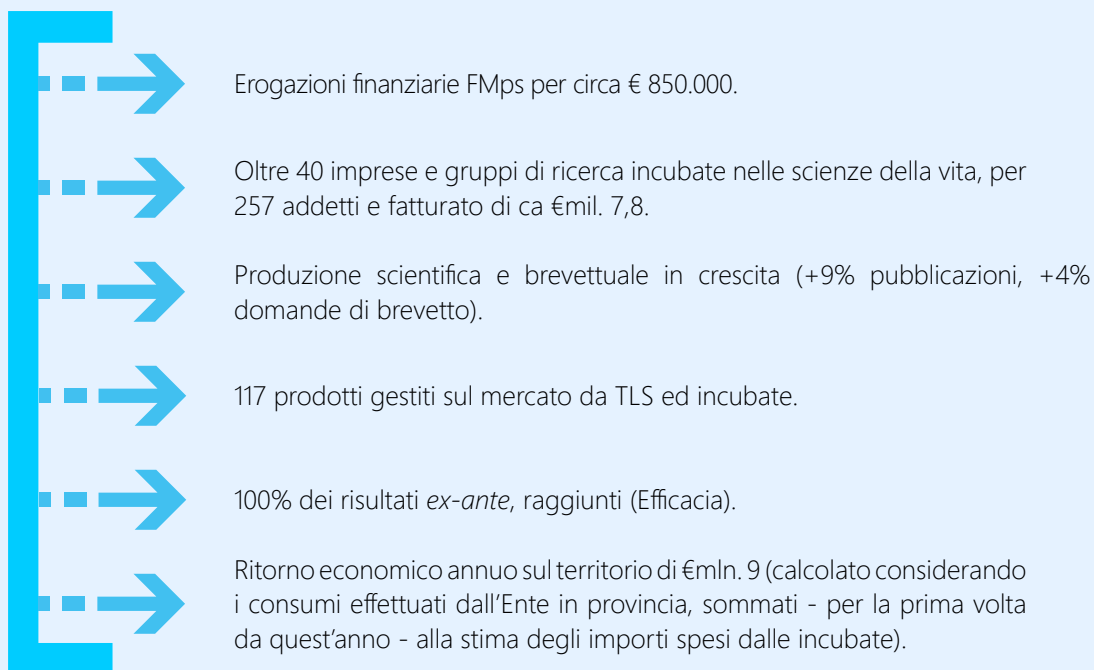 Erogazioni finanziarie FMps per circa € 850.000.
Oltre 40 imprese e gruppi di ricerca incubate nelle scienze della vita, per
257 addetti e fatturato di ca €mil. 7,8.
Produzione scientifica e brevettuale in crescita (+9% pubblicazioni, +4%
domande di brevetto).
117 prodotti gestiti sul mercato da TLS ed incubate.
100% dei risultati ex-ante, raggiunti (Efficacia).
Ritorno economico annuo sul territorio di €mln. 9 (calcolato considerando
i consumi effettuati dall'Ente in provincia, sommati - per la prima volta
da quest'anno - alla stima degli importi spesi dalle incubate).